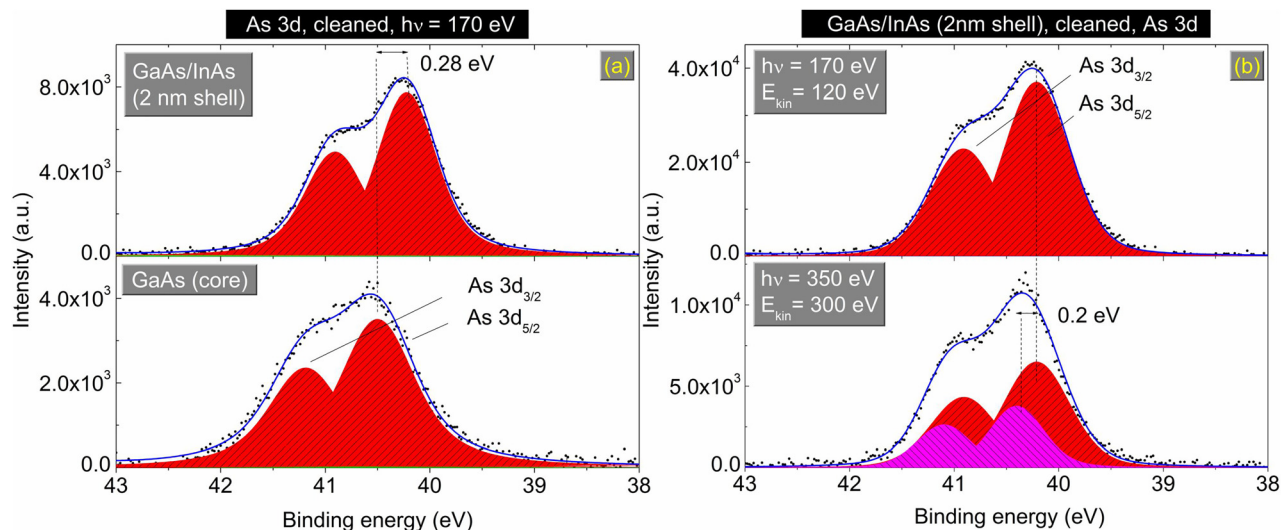 As 3d, cleaned, hν = 170 eV
GaAs/InAs
(2 nm shell)
(a)
0.28 eV
8.0x10³
4.0x10³
0.0
GaAs (core)
As 3d3/2
As 3d5/2
4.0x10³
2.0x10³
0.0
Intensity (a.u.)
43 42 41 40 39 38
Binding energy (eV)
GaAs/InAs (2nm shell), cleaned, As 3d
hν = 170 eV
Ekin = 120 eV
(b)
As 3d3/2
As 3d5/2
4.0x10⁴
2.0x10⁴
0.0
hν = 350 eV
Ekin = 300 eV
0.2 eV
1.0x10⁴
5.0x10³
0.0
Intensity (a.u.)
43 42 41 40 39 38
Binding energy (eV)